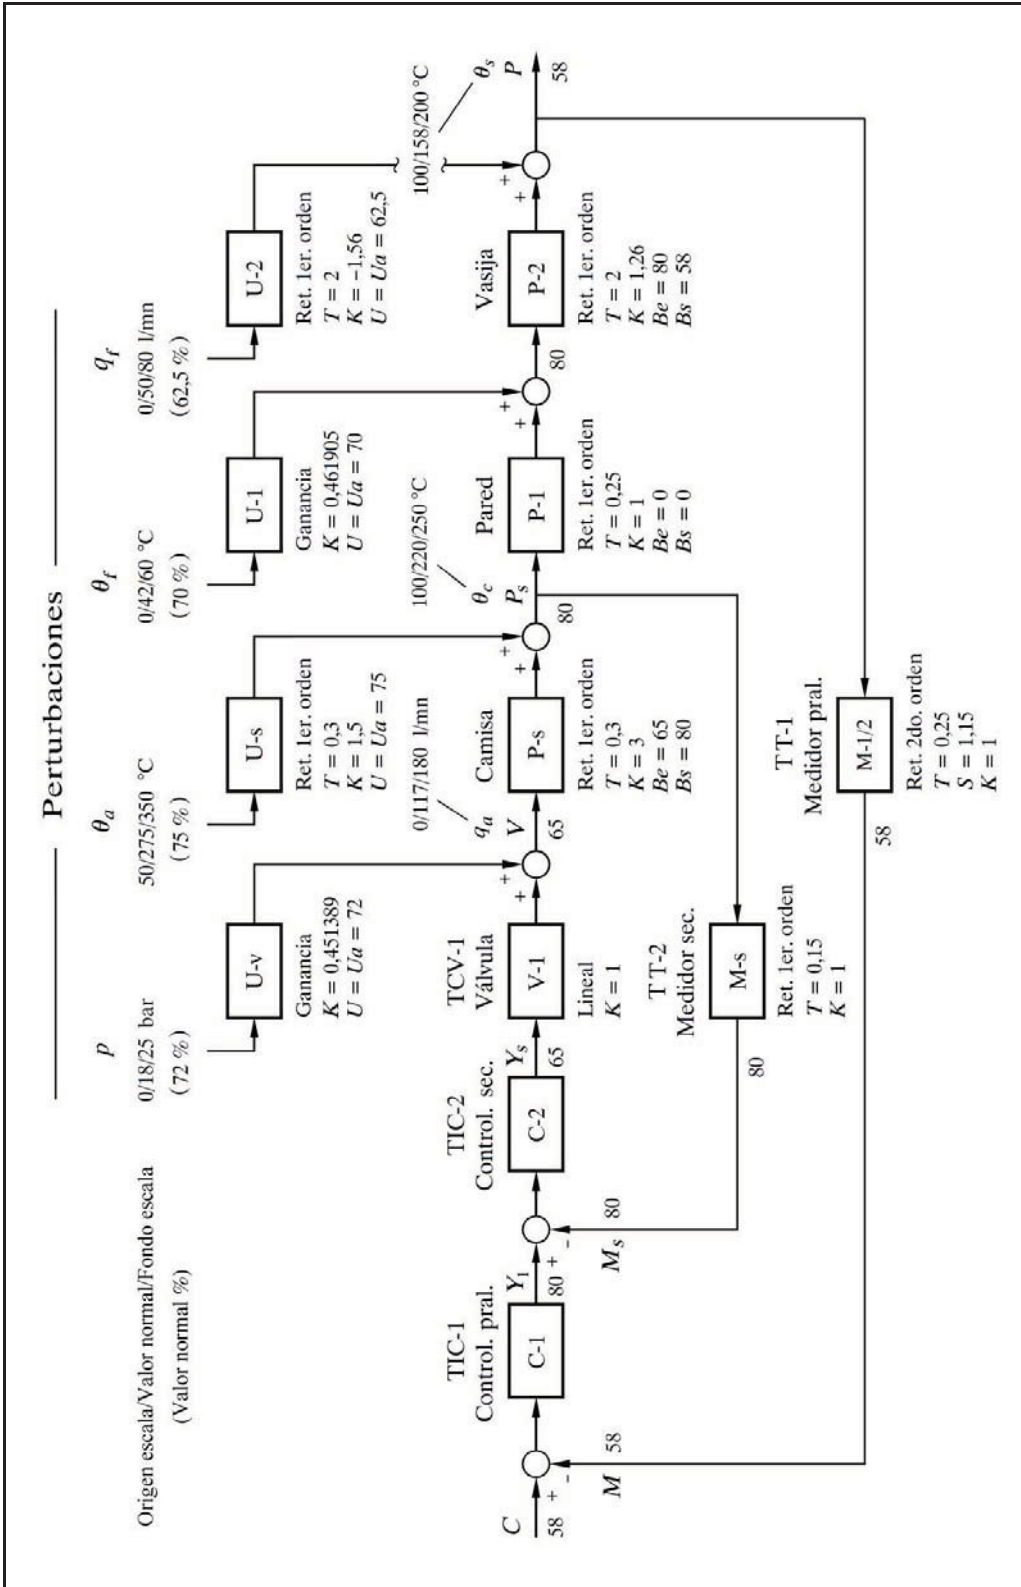 Perturbaciones
Origen escala/Valor normal/Fondo escala
(Valor normal %)
p
0/18/25 bar
(72 %)
θa
50/275/350 °C
(75 %)
θf
0/42/60 °C
(70 %)
qf
0/50/80 l/mn
(62,5 %)
U-v
Ganancia
K = 0,451389
U = Ua = 72
U-s
Ret. 1er. orden
T = 0,3
K = 1,5
U = Ua = 75
U-1
Ganancia
K = 0,461905
U = Ua = 70
U-2
Ret. 1er. orden
T = 2
K = −1,56
U = Ua = 62,5
0/117/180 l/mn
qa
100/220/250 °C
θc
100/158/200 °C
θs
C
58
+
-
M
58
TIC-1
Control. pral.
C-1
Y1
80
+
-
Ms
80
TIC-2
Control. sec.
C-2
Ys
65
TCV-1
Válvula
V-1
Lineal
K = 1
+
+
V
65
Camisa
P-s
Ret. 1er. orden
T = 0,3
K = 3
Be = 65
Bs = 80
+
+
Ps
80
Pared
P-1
Ret. 1er. orden
T = 0,25
K = 1
Be = 0
Bs = 0
+
+
80
Vasija
P-2
Ret. 1er. orden
T = 2
K = 1,26
Be = 80
Bs = 58
+
+
P
58
80
TT-2
Medidor sec.
M-s
Ret. 1er. orden
T = 0,15
K = 1
58
TT-1
Medidor pral.
M-1/2
Ret. 2do. orden
T = 0,25
S = 1,15
K = 1